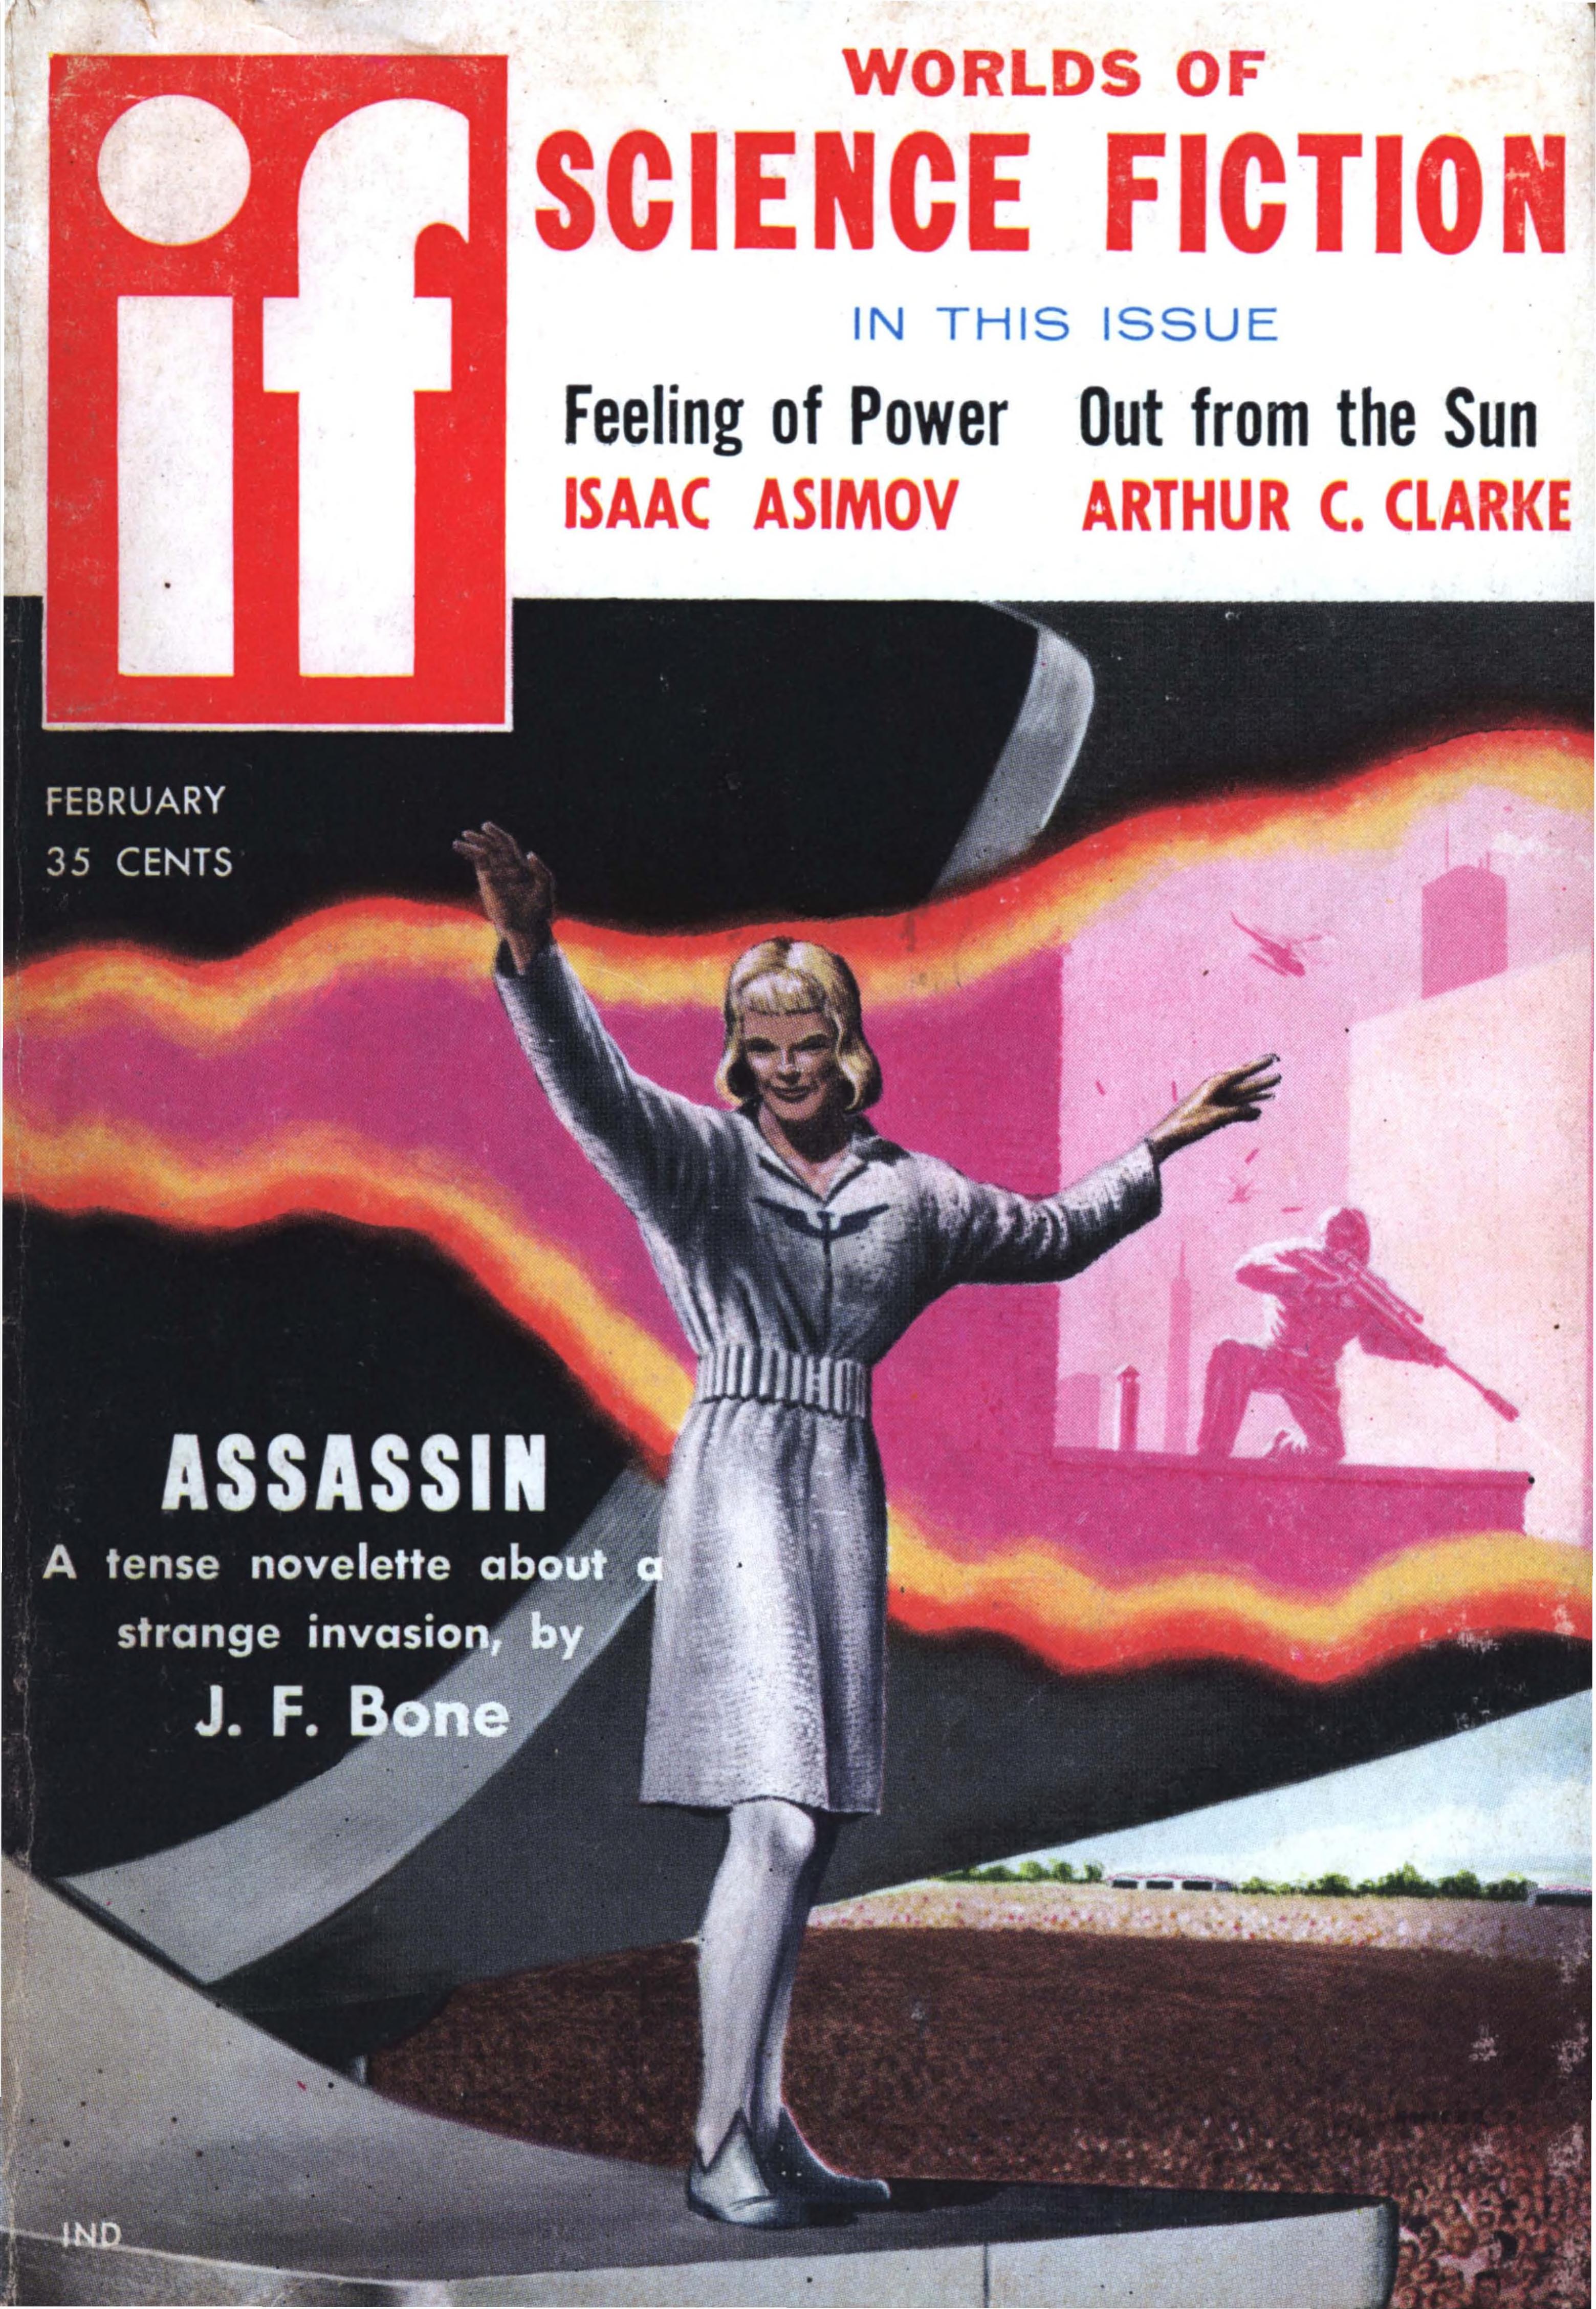 if
WORLDS OF
SCIENCE FICTION
IN THIS ISSUE
Feeling of Power
ISAAC ASIMOV
Out from the Sun
ARTHUR C. CLARKE
FEBRUARY
35 CENTS
ASSASSIN
A tense novelette about a
strange invasion, by
J. F. Bone
IND